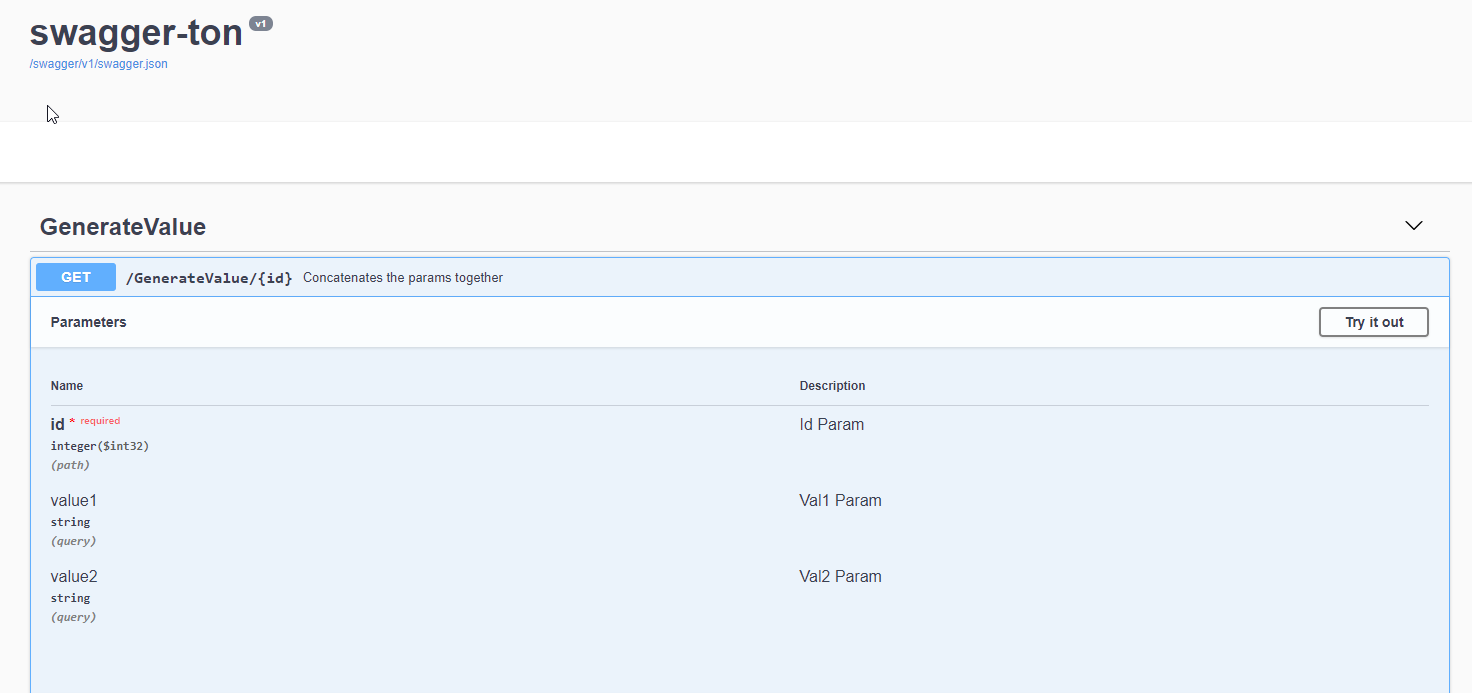 swagger-ton v1
/swagger/v1/swagger.json
GenerateValue
GET /GenerateValue/{id} Concatenates the params together
Parameters Try it out
Name Description
id * required Id Param
integer($int32)
(path)
value1 Val1 Param
string
(query)
value2 Val2 Param
string
(query)